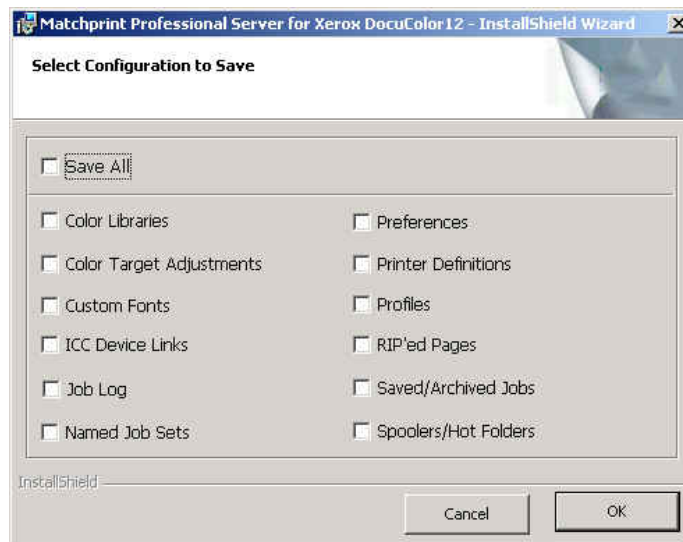 Matchprint Professional Server for Xerox DocuColor12 - InstallShield Wizard
Select Configuration to Save
Save All
Color Libraries
Preferences
Color Target Adjustments
Printer Definitions
Custom Fonts
Profiles
ICC Device Links
RIP'ed Pages
Job Log
Saved/Archived Jobs
Named Job Sets
Spoolers/Hot Folders
InstallShield
Cancel
OK